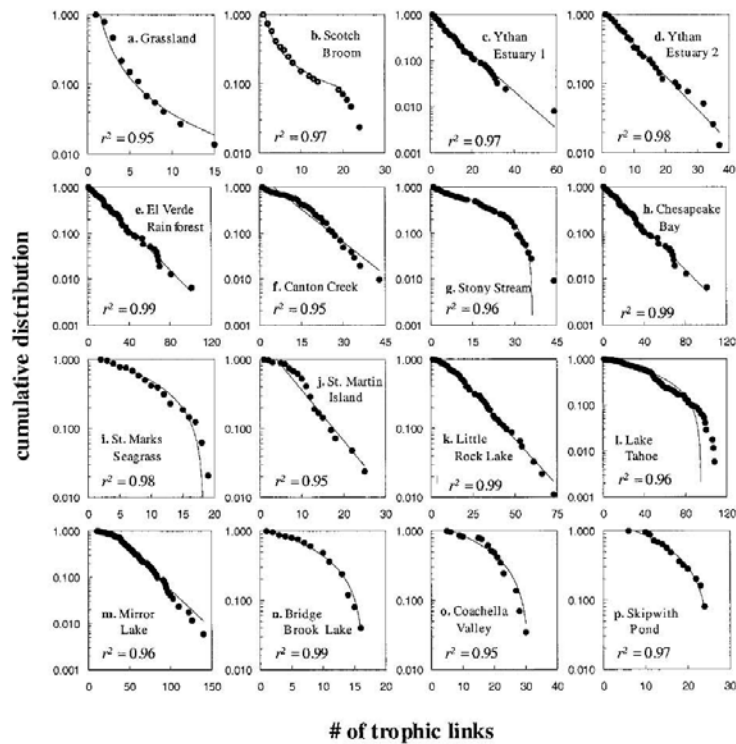 cumulative distribution
1.000
0.100
0.010
a. Grassland
r² = 0.95
0 5 10 15
1.000
0.100
0.010
b. Scotch
Broom
r² = 0.97
0 10 20 30
1.000
0.100
0.010
0.001
c. Ythan
Estuary 1
r² = 0.97
0 20 40 60
1.000
0.100
0.010
d. Ythan
Estuary 2
r² = 0.98
0 10 20 30 40
1.000
0.100
0.010
0.001
e. El Verde
Rainforest
r² = 0.99
0 40 80 120
1.000
0.100
0.010
0.001
f. Canton Creek
r² = 0.95
0 15 30 45
1.000
0.100
0.010
0.001
g. Stony Stream
r² = 0.96
0 15 30 45
1.000
0.100
0.010
0.001
h. Chesapeake
Bay
r² = 0.99
0 40 80 120
1.000
0.100
0.010
i. St. Marks
Seagrass
r² = 0.98
0 5 10 15 20
1.000
0.100
0.010
j. St. Martin
Island
r² = 0.95
0 10 20 30
1.000
0.100
0.010
k. Little
Rock Lake
r² = 0.99
0 25 50 75
1.000
0.100
0.010
0.001
l. Lake
Tahoe
r² = 0.96
0 40 80 120
1.000
0.100
0.010
0.001
m. Mirror
Lake
r² = 0.96
0 50 100 150
1.000
0.100
0.010
n. Bridge
Brook Lake
r² = 0.99
0 5 10 15 20
1.000
0.100
0.010
o. Coachella
Valley
r² = 0.95
0 10 20 30 40
1.000
0.100
0.010
p. Skipwith
Pond
r² = 0.97
0 10 20 30
# of trophic links